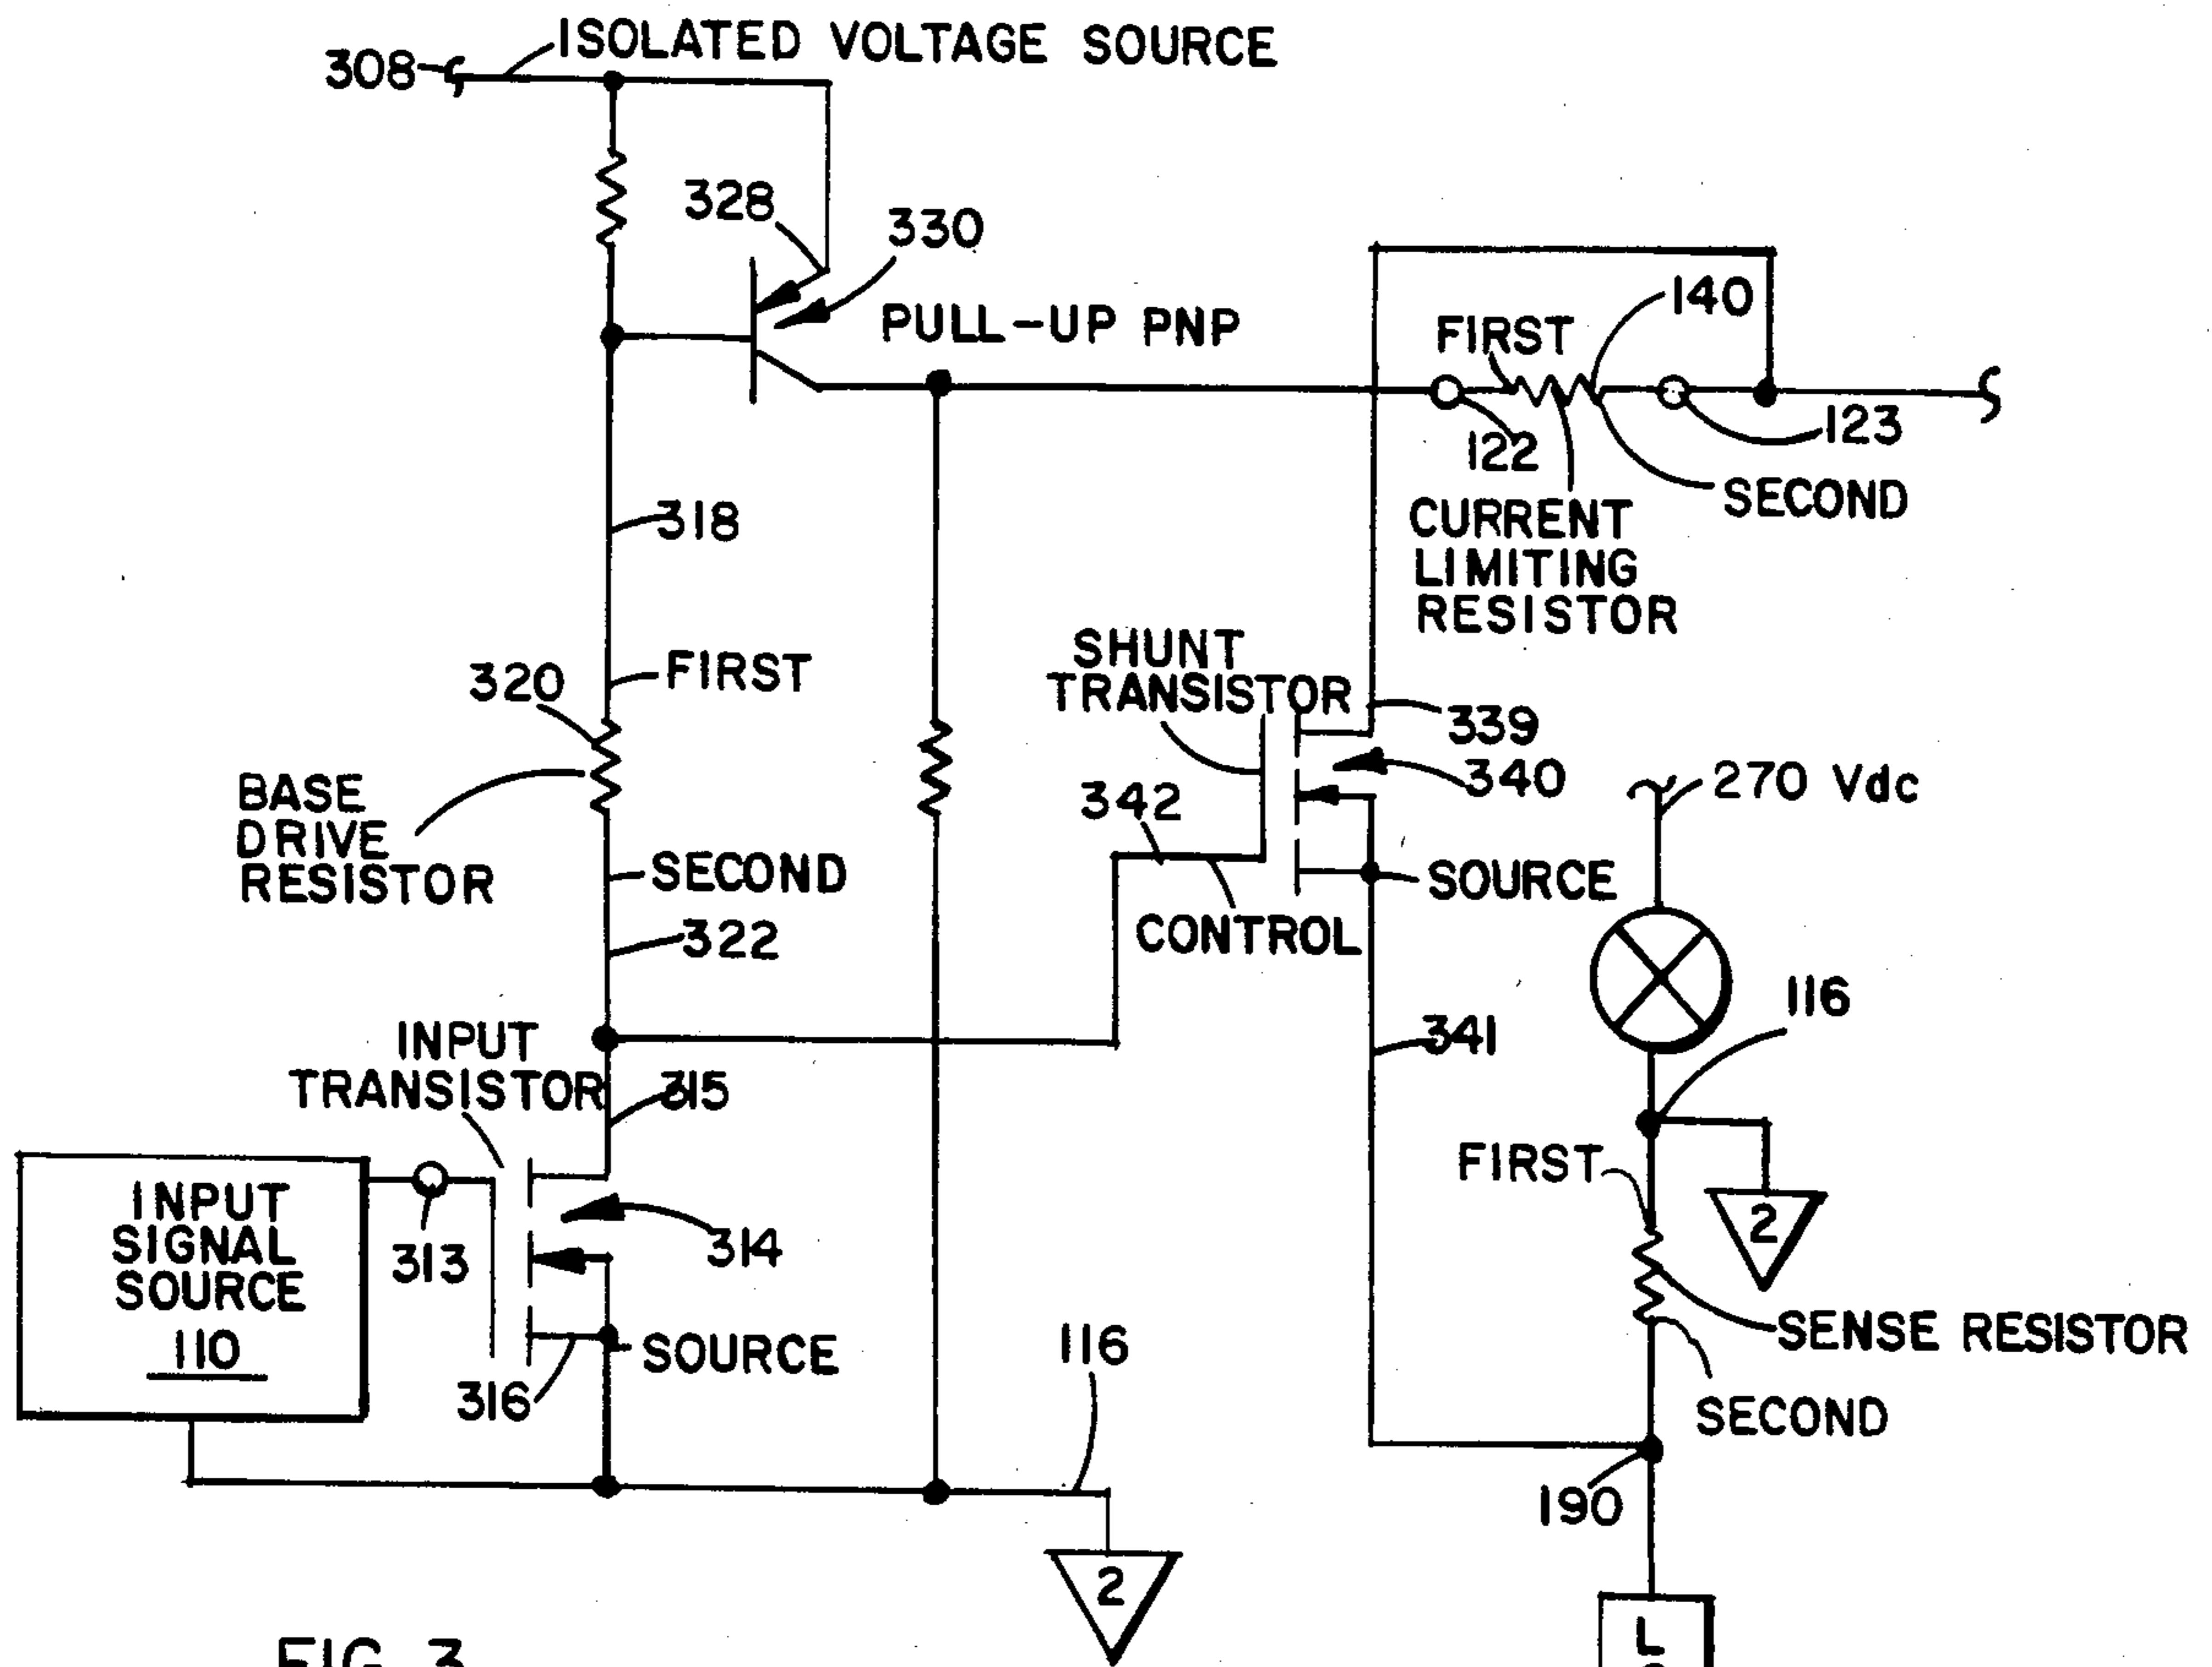 ISOLATED VOLTAGE SOURCE
308
328
330
PULL-UP PNP
140
FIRST
122
123
SECOND
CURRENT
LIMITING
RESISTOR
318
320
FIRST
SHUNT
TRANSISTOR
339
340
270 Vdc
BASE
DRIVE
RESISTOR
342
SECOND
SOURCE
322
CONTROL
116
INPUT
TRANSISTOR
315
341
FIRST
INPUT
SIGNAL
SOURCE
110
313
314
2
SENSE RESISTOR
SOURCE
316
116
SECOND
190
2
L
FIG. 3